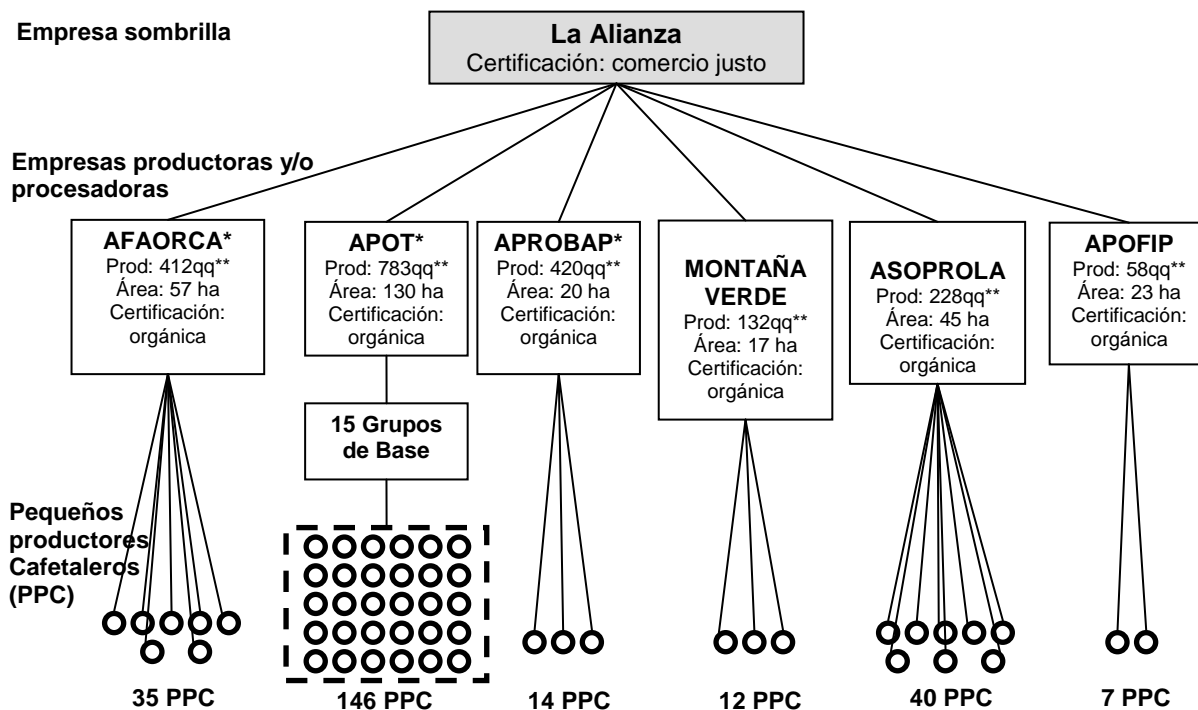 Empresa sombrilla
La Alianza
Certificación: comercio justo
Empresas productoras y/o
procesadoras
AFAORCA*
Prod: 412qq**
Área: 57 ha
Certificación:
orgánica
APOT*
Prod: 783qq**
Área: 130 ha
Certificación:
orgánica
APROBAP*
Prod: 420qq**
Área: 20 ha
Certificación:
orgánica
MONTAÑA
VERDE
Prod: 132qq**
Área: 17 ha
Certificación:
orgánica
ASOPROLA
Prod: 228qq**
Área: 45 ha
Certificación:
orgánica
APOFIP
Prod: 58qq**
Área: 23 ha
Certificación:
orgánica
15 Grupos
de Base
Pequeños
productores
Cafetaleros
(PPC)
35 PPC
146 PPC
14 PPC
12 PPC
40 PPC
7 PPC